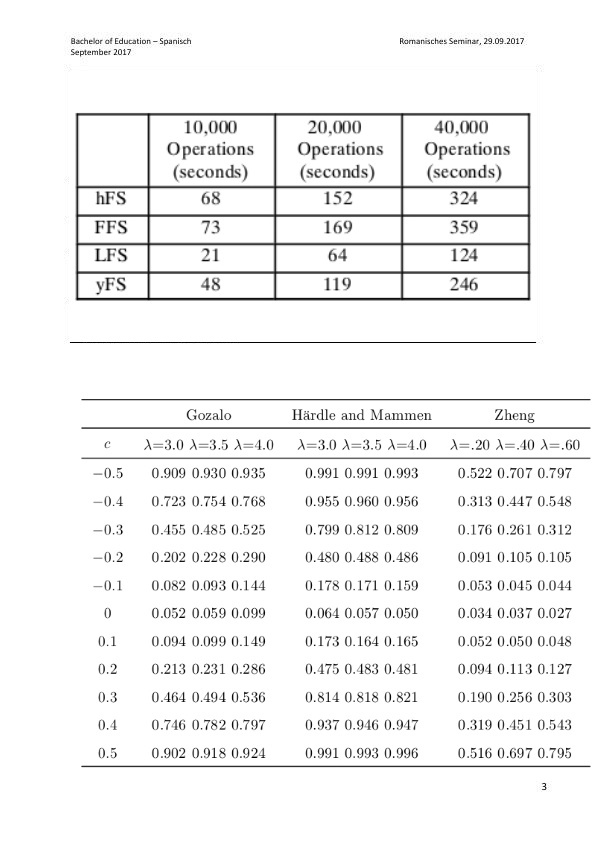 Bachelor of Education – Spanisch Romanisches Seminar, 29.09.2017
September 2017
10,000 20,000 40,000
Operations Operations Operations
(seconds) (seconds) (seconds)
hFS 68 152 324
FFS 73 169 359
LFS 21 64 124
yFS 48 119 246
Gozalo Härdle and Mammen Zheng
c λ=3.0 λ=3.5 λ=4.0 λ=3.0 λ=3.5 λ=4.0 λ=.20 λ=.40 λ=.60
−0.5 0.909 0.930 0.935 0.991 0.991 0.993 0.522 0.707 0.797
−0.4 0.723 0.754 0.768 0.955 0.960 0.956 0.313 0.447 0.548
−0.3 0.455 0.485 0.525 0.799 0.812 0.809 0.176 0.261 0.312
−0.2 0.202 0.228 0.290 0.480 0.488 0.486 0.091 0.105 0.105
−0.1 0.082 0.093 0.144 0.178 0.171 0.159 0.053 0.045 0.044
0 0.052 0.059 0.099 0.064 0.057 0.050 0.034 0.037 0.027
0.1 0.094 0.099 0.149 0.173 0.164 0.165 0.052 0.050 0.048
0.2 0.213 0.231 0.286 0.475 0.483 0.481 0.094 0.113 0.127
0.3 0.464 0.494 0.536 0.814 0.818 0.821 0.190 0.256 0.303
0.4 0.746 0.782 0.797 0.937 0.946 0.947 0.319 0.451 0.543
0.5 0.902 0.918 0.924 0.991 0.993 0.996 0.516 0.697 0.795
3